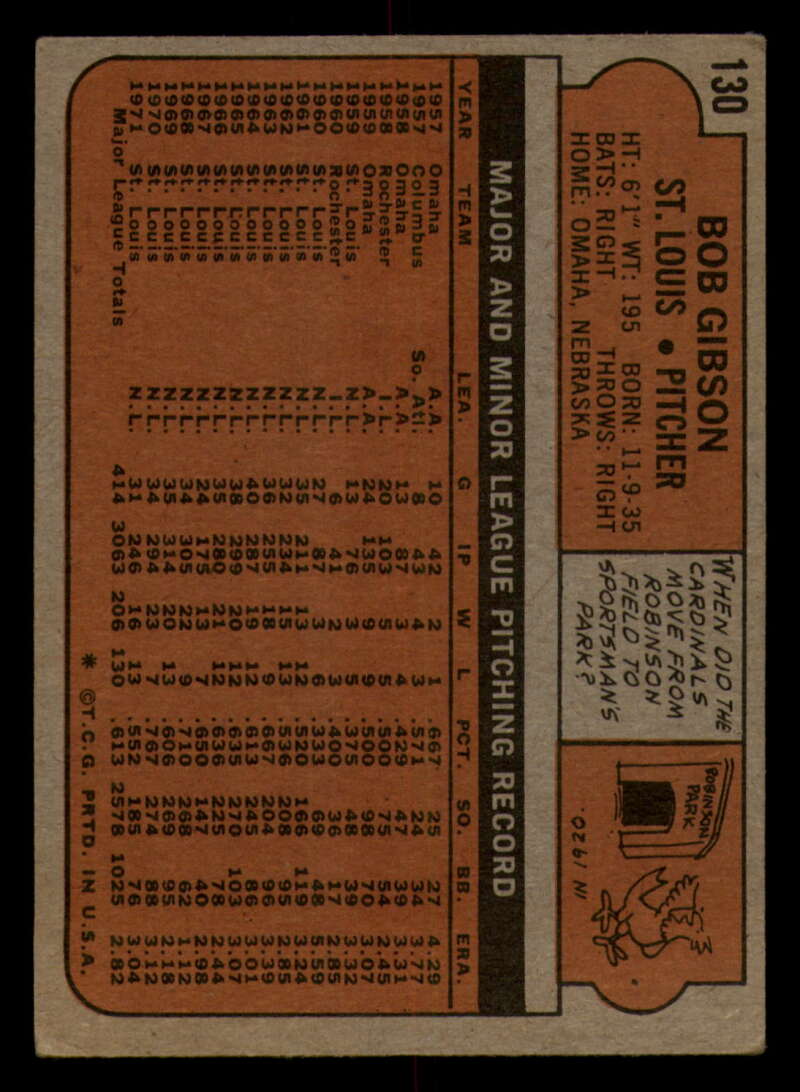 130
BOB GIBSON
ST. LOUIS • PITCHER
HT: 6'1" WT: 195 BORN: 11-9-35
BATS: RIGHT THROWS: RIGHT
HOME: OMAHA, NEBRASKA
WHEN DID THE
CARDINALS
MOVE FROM
ROBINSON
FIELD TO
SPORTSMAN'S
PARK?
ROBINSON
PARK
IN 1920.
MAJOR AND MINOR LEAGUE PITCHING RECORD
YEAR TEAM LEA. G IP W L PCT. SO. BB. ERA.
1957 Omaha A.A. 10 42 2 1 .667 25 27 4.29
1957 Columbus So. Atl. 8 43 4 3 .571 24 34 3.77
1958 Omaha A.A. 13 87 3 4 .429 47 39 3.31
1958 Rochester I.L. 20 103 5 5 .500 75 54 2.45
1959 Omaha A.A. 24 135 9 9 .500 98 70 3.07
1959 St. Louis N.L. 13 76 3 5 .375 48 39 3.32
1960 Rochester I.L. 6 41 2 3 .400 36 17 2.85
1960 St. Louis N.L. 27 87 3 6 .333 69 48 5.59
1961 St. Louis N.L. 35 211 13 12 .520 166 119 3.24
1962 St. Louis N.L. 32 234 15 13 .536 208 95 2.85
1963 St. Louis N.L. 36 255 18 9 .667 204 96 3.39
1964 St. Louis N.L. 40 287 19 12 .613 245 86 3.01
1965 St. Louis N.L. 38 299 20 12 .635 270 103 3.07
1966 St. Louis N.L. 35 280 21 12 .636 225 78 2.44
1967 St. Louis N.L. 24 175 13 7 .650 147 40 2.98
1968 St. Louis N.L. 34 305 22 9 .710 268 62 1.12
1969 St. Louis N.L. 35 314 20 13 .606 269 95 2.18
1970 St. Louis N.L. 34 294 23 7 .767 274 88 3.12
1971 St. Louis N.L. 31 246 16 13 .552 185 76 3.04
Major League Totals 414 3063 206 130 .613 2578 1025 2.82
* ©T.C.G. PRTD. IN U.S.A.